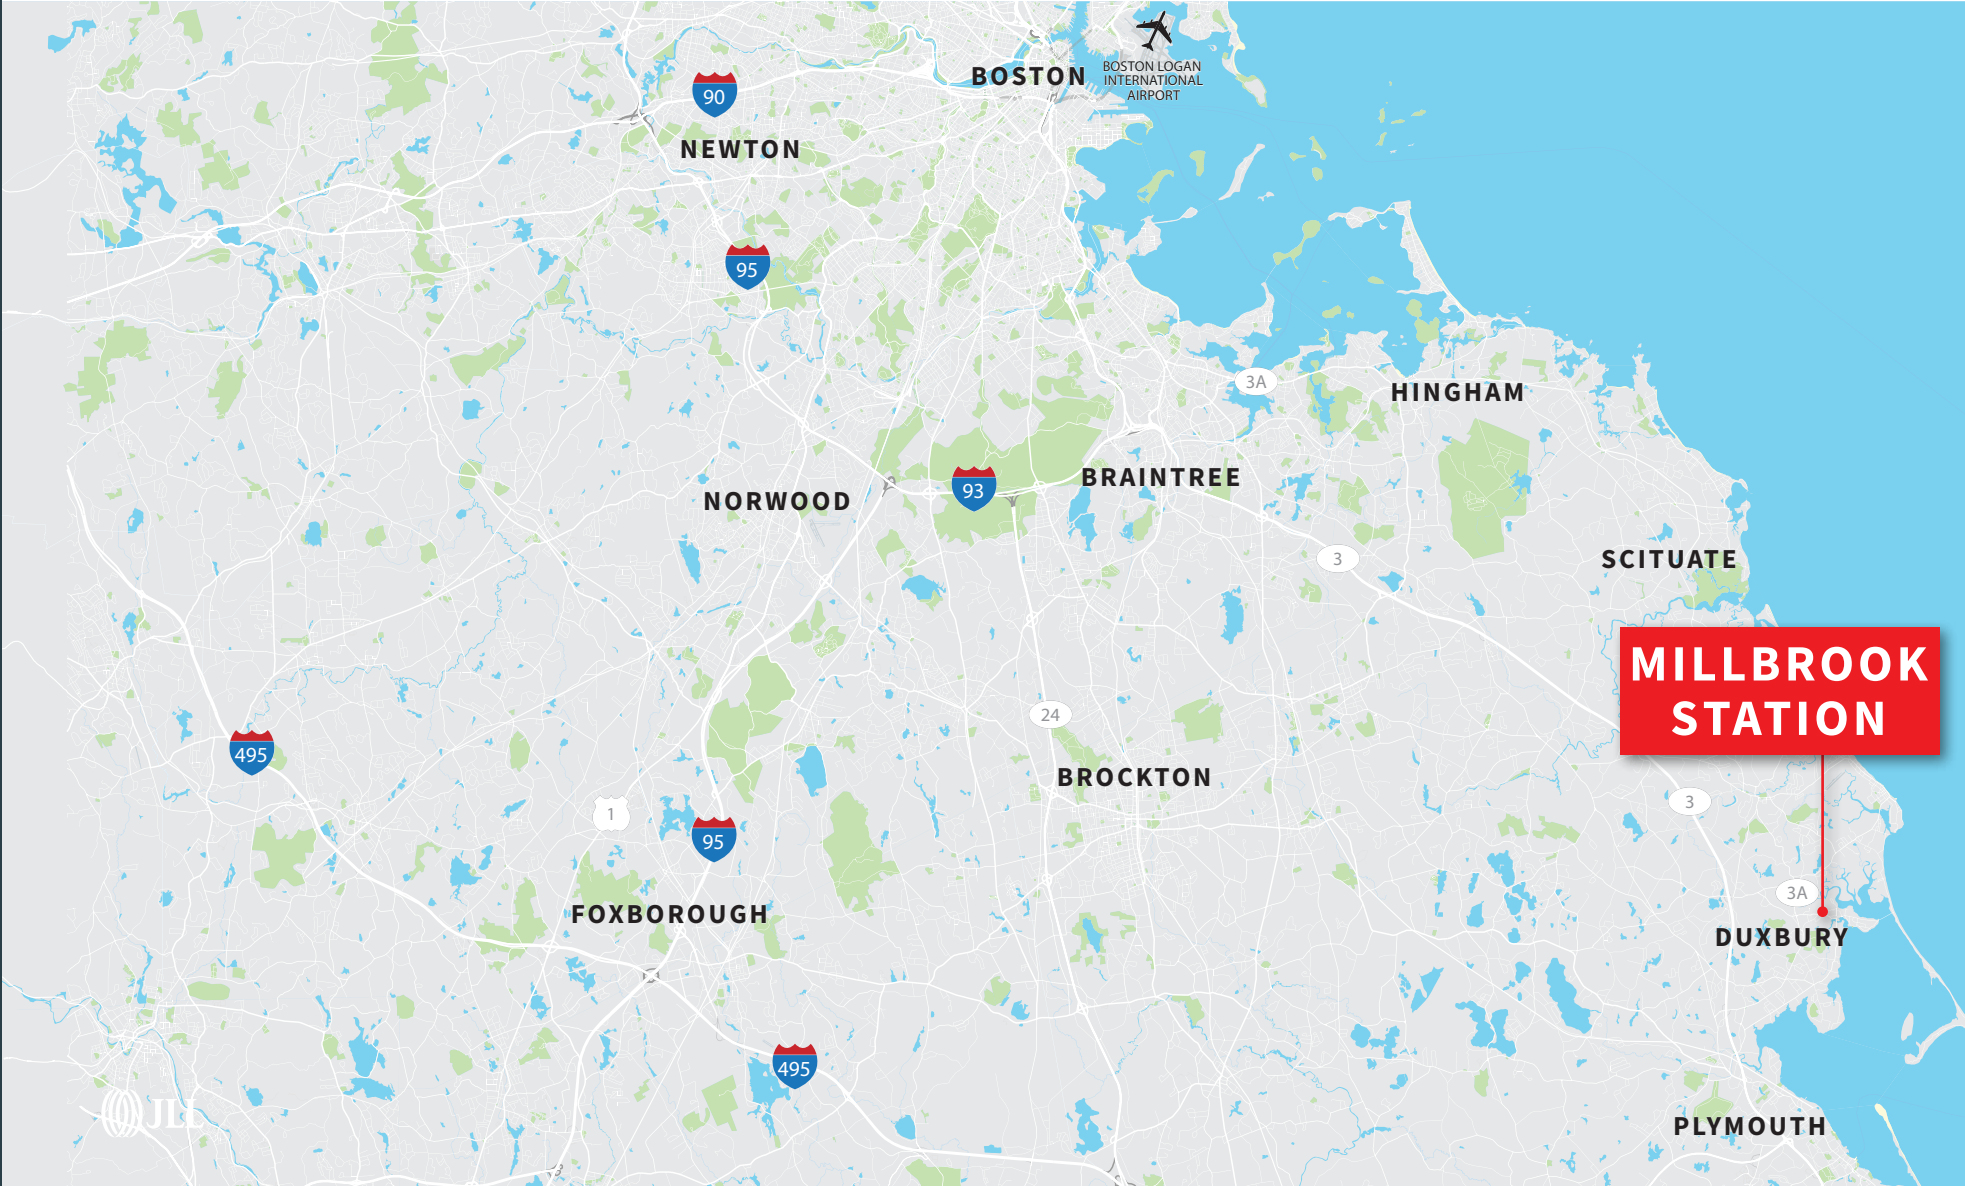 BOSTON
BOSTON LOGAN
INTERNATIONAL
AIRPORT
90
NEWTON
95
3A
HINGHAM
BRAINTREE
93
NORWOOD
3
SCITUATE
MILLBROOK
STATION
24
495
BROCKTON
1
95
3
3A
FOXBOROUGH
DUXBURY
495
JLL
PLYMOUTH